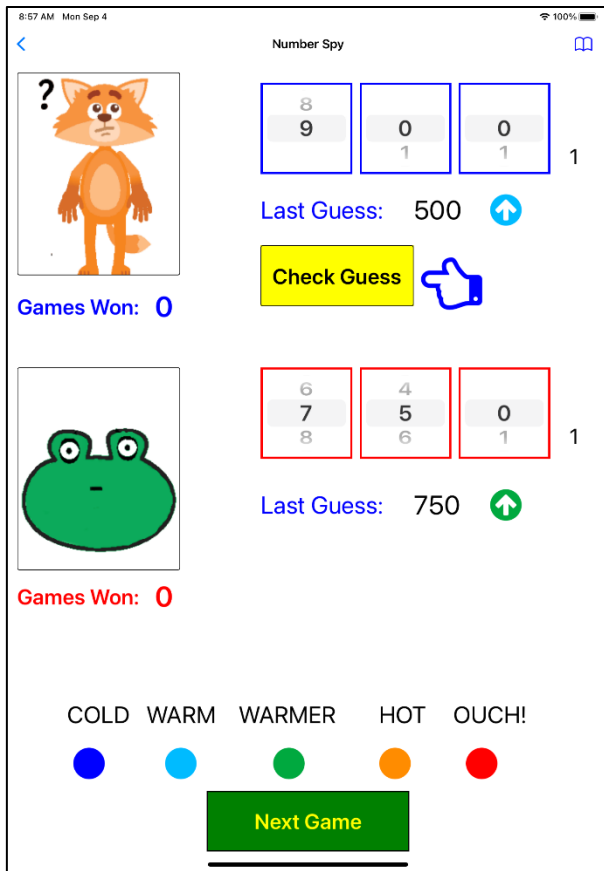 8:57 AM Mon Sep 4 100%
Number Spy
?
8
9 0 0
1 1
1
Last Guess: 500
Check Guess
Games Won: 0
6 4
7 5 0
8 6 1
1
Last Guess: 750
Games Won: 0
COLD WARM WARMER HOT OUCH!
Next Game